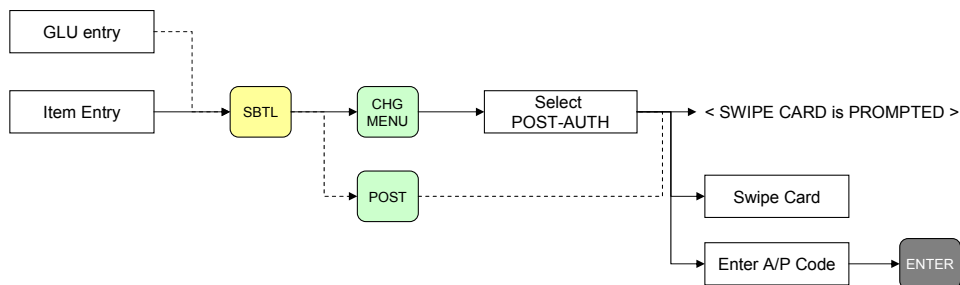 GLU entry
Item Entry
SBTL
CHG
MENU
Select
POST-AUTH
< SWIPE CARD is PROMPTED >
POST
Swipe Card
Enter A/P Code
ENTER